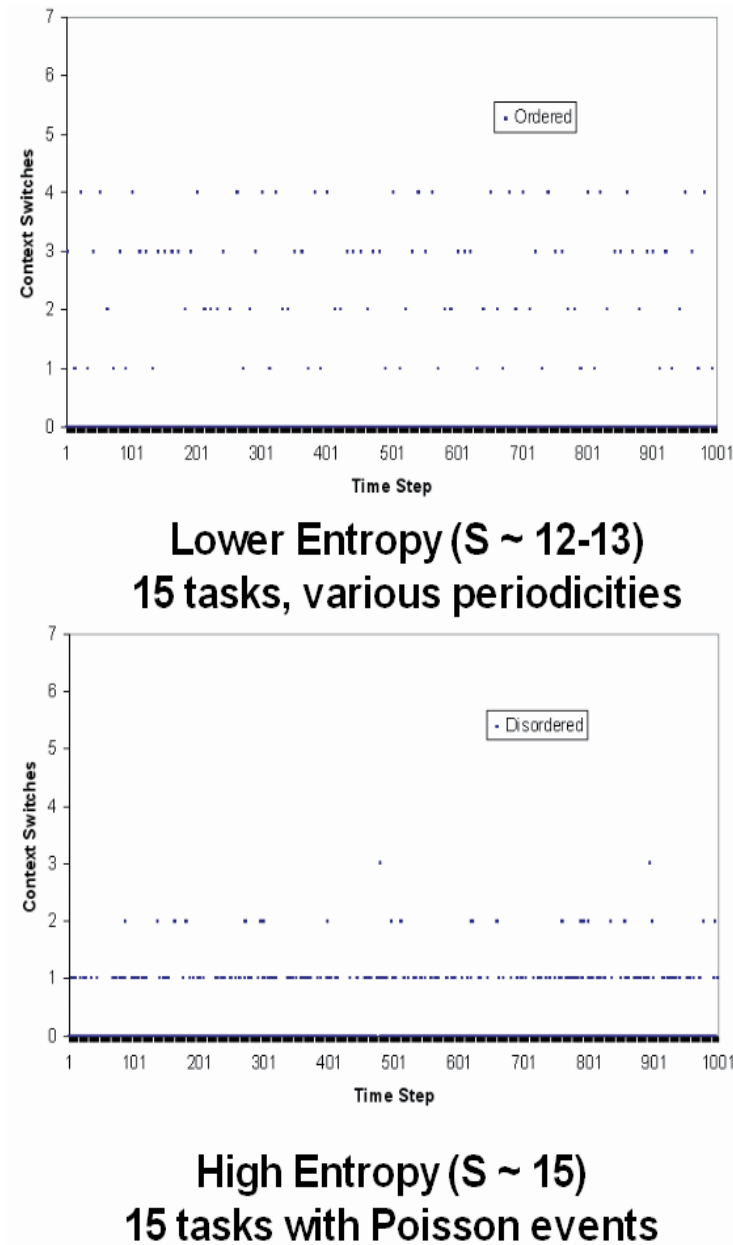 7
6
5
4
3
2
1
0
Context Switches
Ordered
1 101 201 301 401 501 601 701 801 901 1001
Time Step
Lower Entropy (S ~ 12-13)
15 tasks, various periodicities
7
6
5
4
3
2
1
0
Context Switches
Disordered
1 101 201 301 401 501 601 701 801 901 1001
Time Step
High Entropy (S ~ 15)
15 tasks with Poisson events